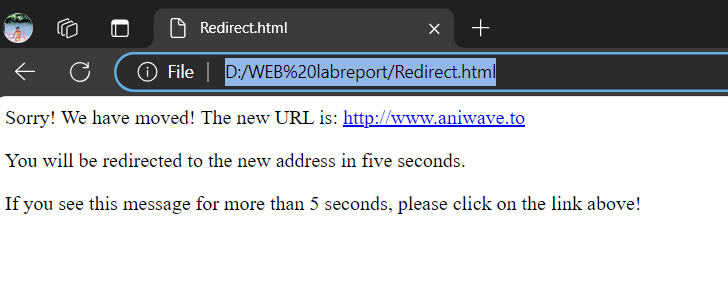 Redirect.html
File | D:/WEB%20labreport/Redirect.html
Sorry! We have moved! The new URL is: http://www.aniwave.to
You will be redirected to the new address in five seconds.
If you see this message for more than 5 seconds, please click on the link above!